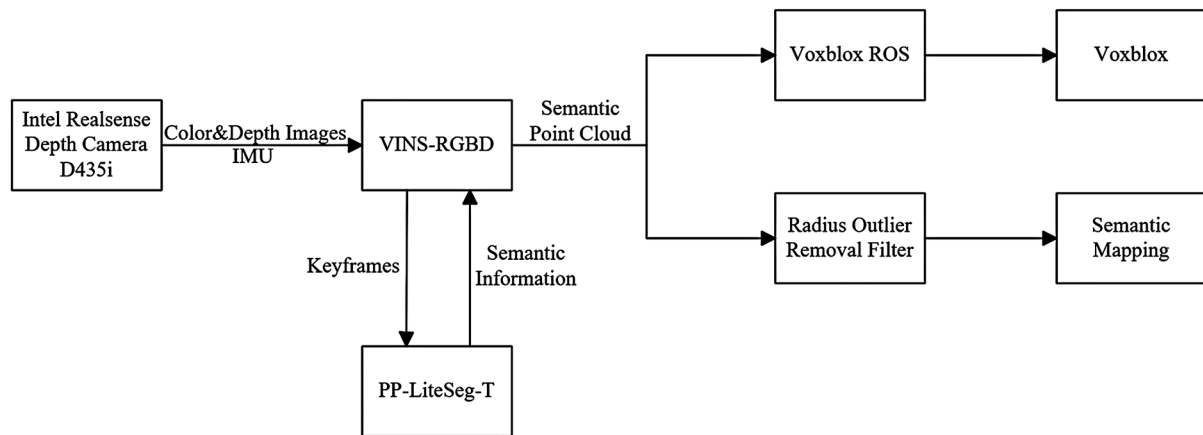 Intel Realsense
Depth Camera
D435i
Color&Depth Images
IMU
VINS-RGBD
Semantic
Point Cloud
Voxblox ROS
Voxblox
Radius Outlier
Removal Filter
Semantic
Mapping
Keyframes
Semantic
Information
PP-LiteSeg-T